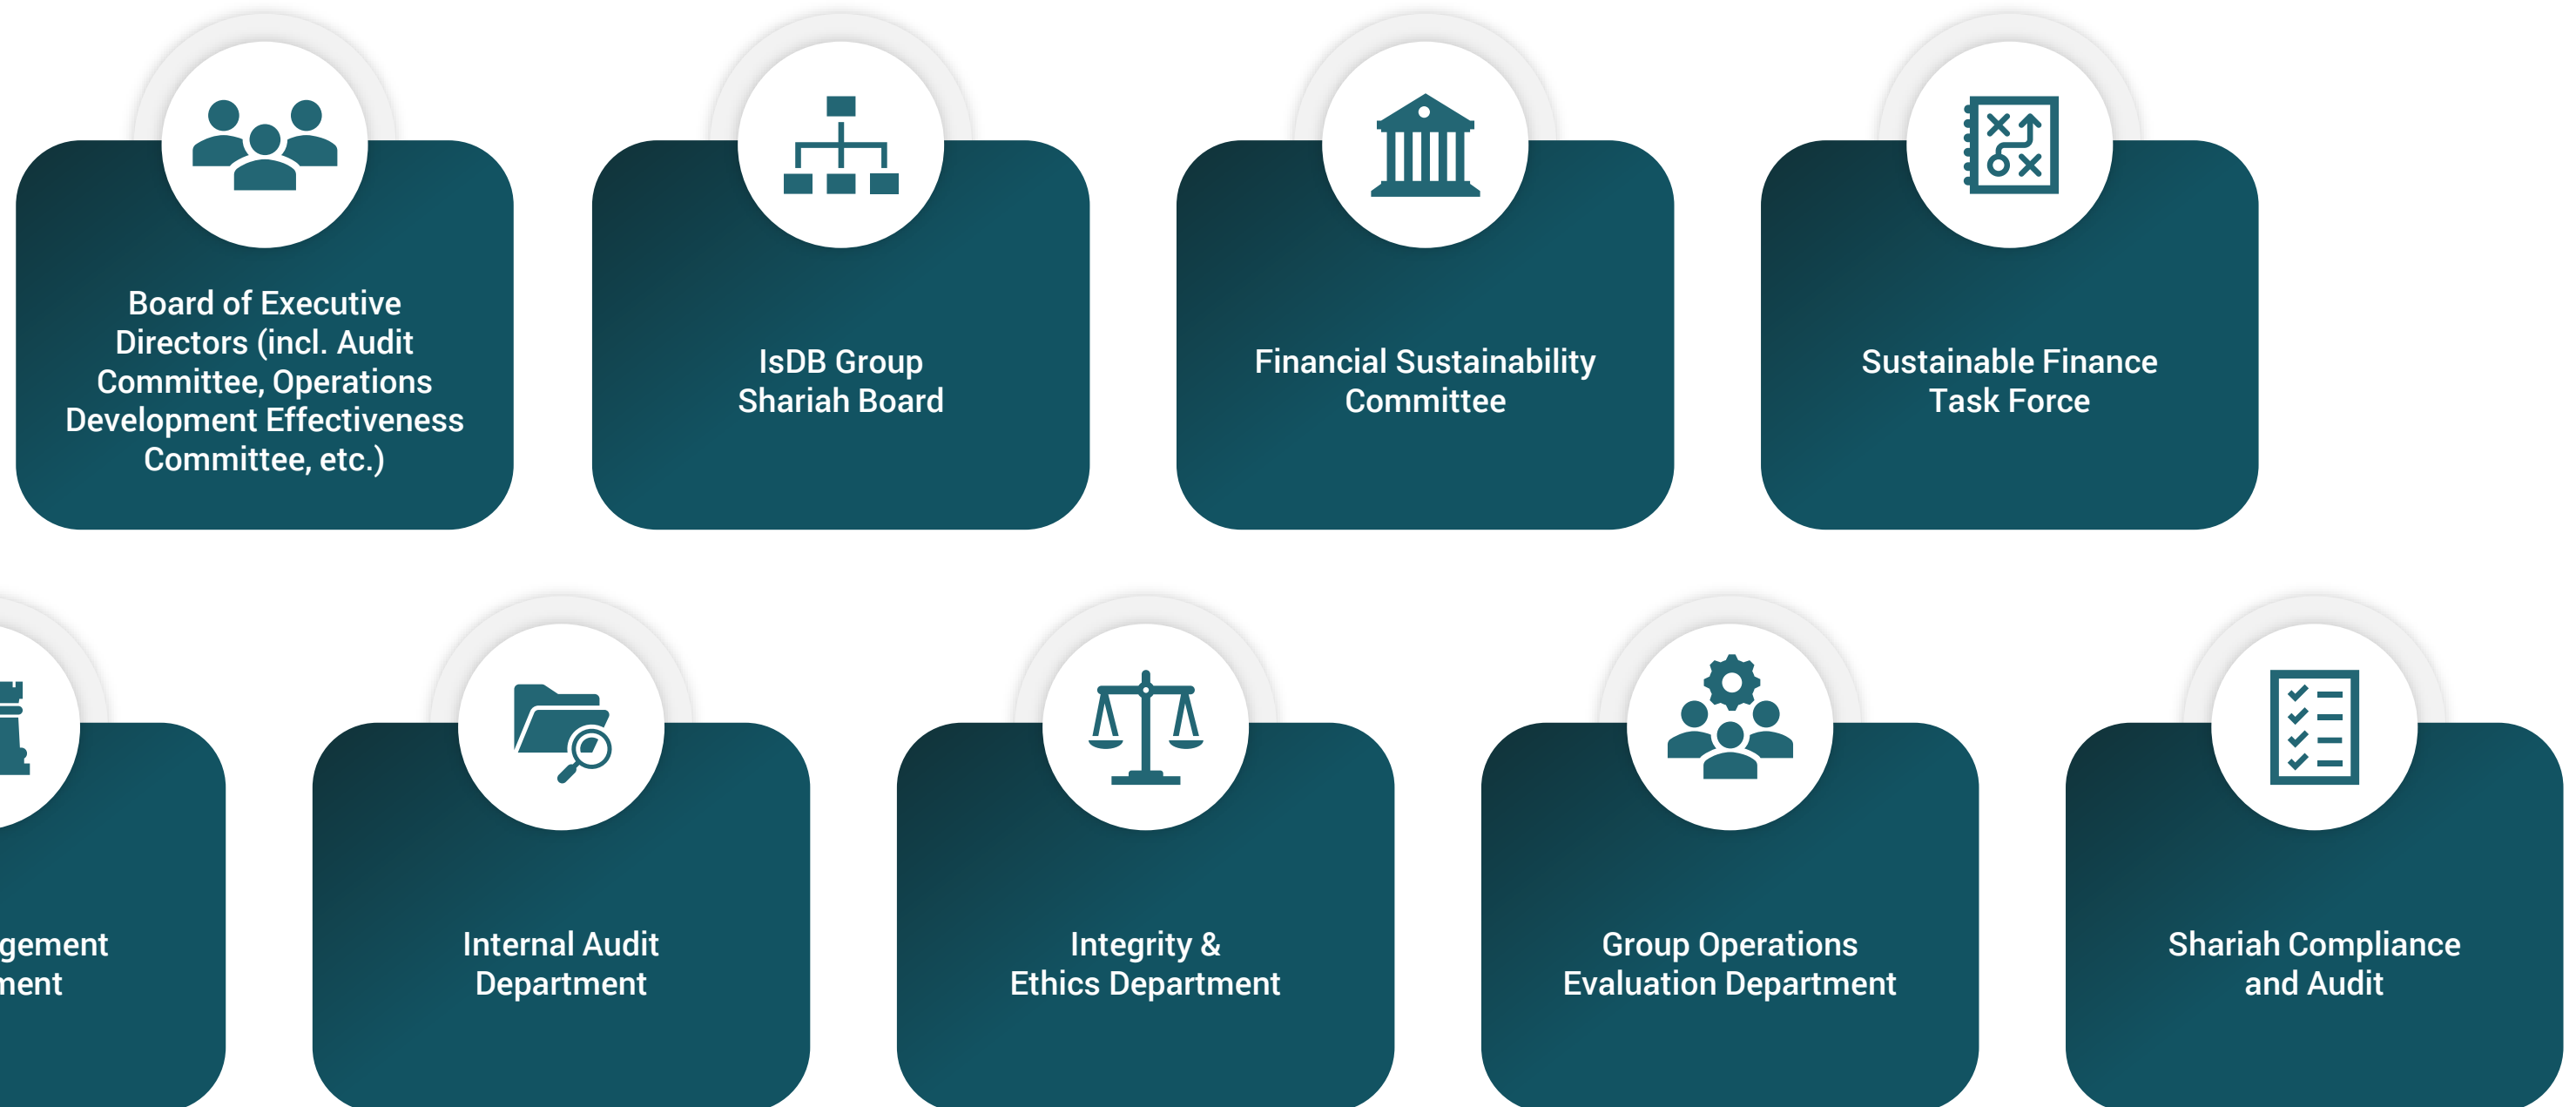 Board of Executive
Directors (incl. Audit
Committee, Operations
Development Effectiveness
Committee, etc.)
IsDB Group
Shariah Board
Financial Sustainability
Committee
Sustainable Finance
Task Force
Internal Audit
Department
Integrity &
Ethics Department
Group Operations
Evaluation Department
Shariah Compliance
and Audit